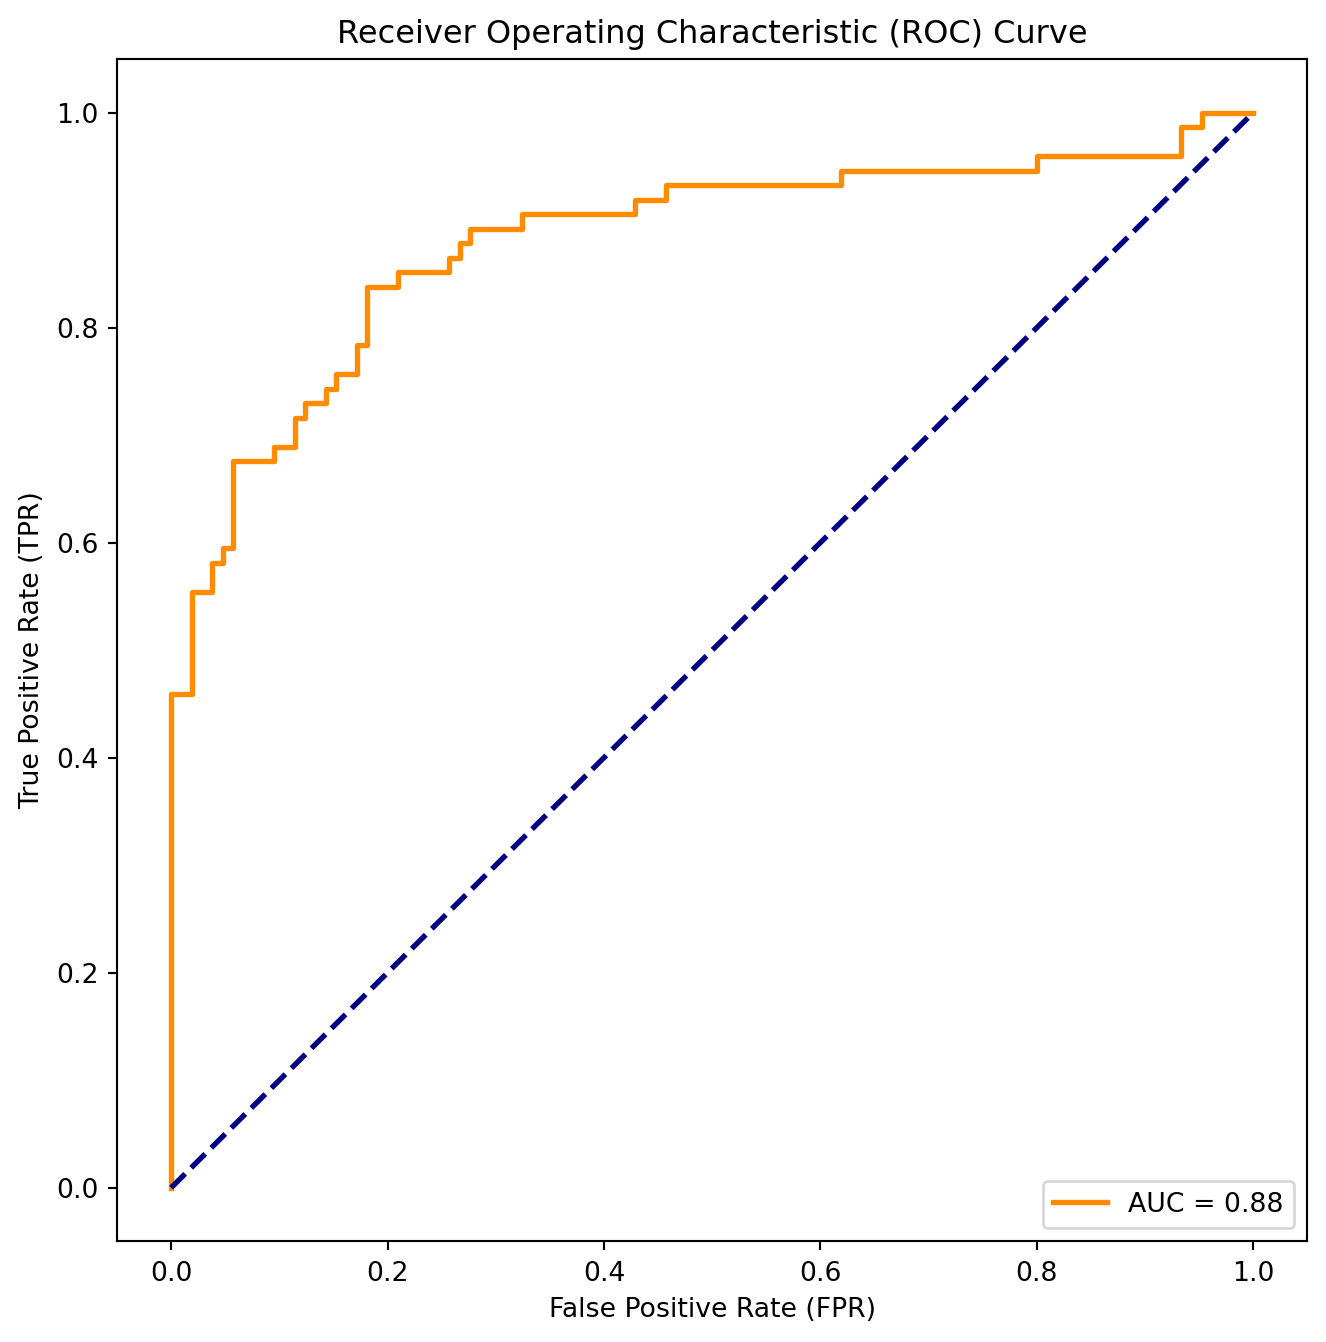 Receiver Operating Characteristic (ROC) Curve
1.0
0.8
0.6
0.4
0.2
0.0
True Positive Rate (TPR)
AUC = 0.88
0.0 0.2 0.4 0.6 0.8 1.0
False Positive Rate (FPR)